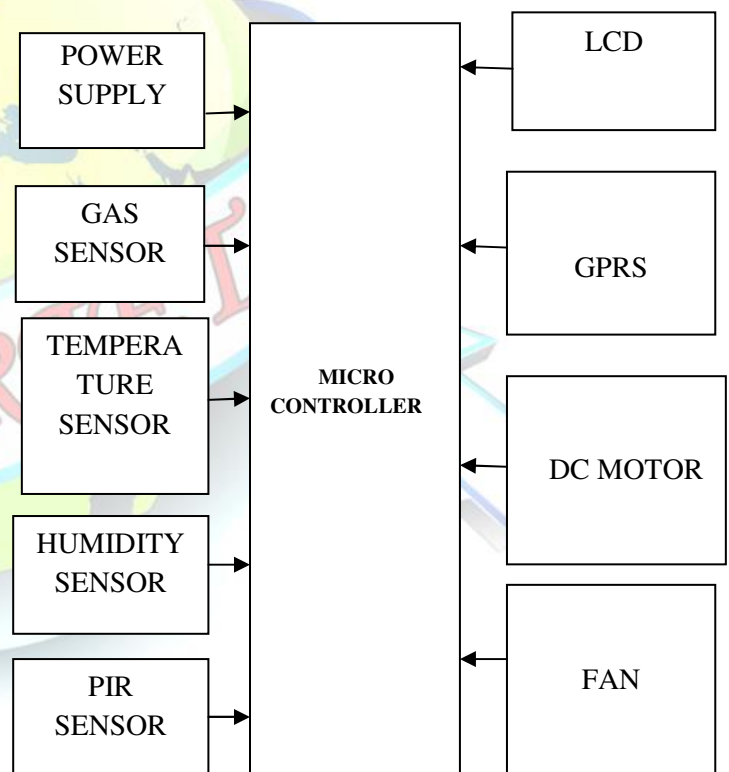 POWER
SUPPLY
GAS
SENSOR
TEMPERA
TURE
SENSOR
HUMIDITY
SENSOR
PIR
SENSOR
MICRO
CONTROLLER
LCD
GPRS
DC MOTOR
FAN